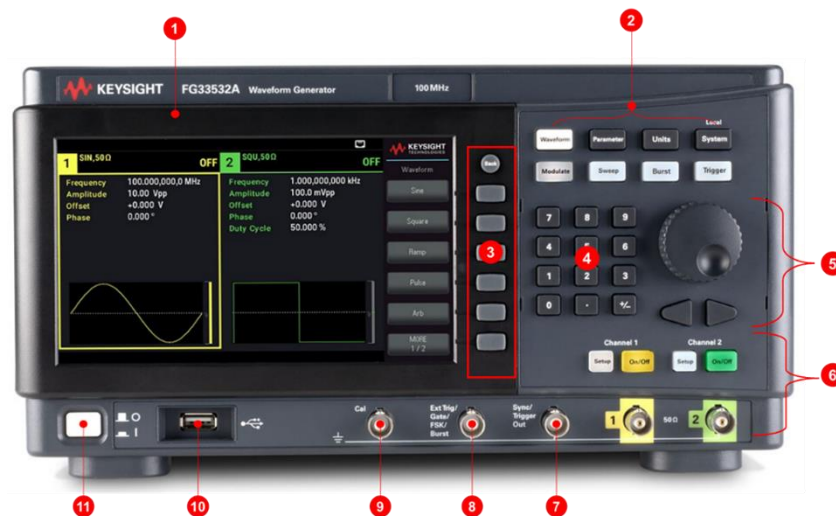 1
2
KEYSIGHT FG33532A Waveform Generator 100 MHz
Local
Waveform Parameter Units System
Modulate Sweep Burst Trigger
KEYSIGHT
TECHNOLOGIES
1 SIN,50Ω OFF 2 SQU,50Ω OFF
Waveform
Back
Frequency 100.000,000,0 MHz
Amplitude 10.00 Vpp
Offset +0.000 V
Phase 0.000 °
Frequency 1.000,000,000 kHz
Amplitude 100.0 mVpp
Offset +0.000 V
Phase 0.000 °
Duty Cycle 50.000 %
Sine
Square
Ramp
Pulse
Arb
MORE
1 / 2
3
7 8 9
4 6
4
1 2 3
0 . +/-
5
Channel 1 Channel 2
Setup On/Off Setup On/Off
6
Cal
Ext Trig/
Gate/
FSK/
Burst
Sync/
Trigger
Out
1 50Ω 2
11 10 9 8 7